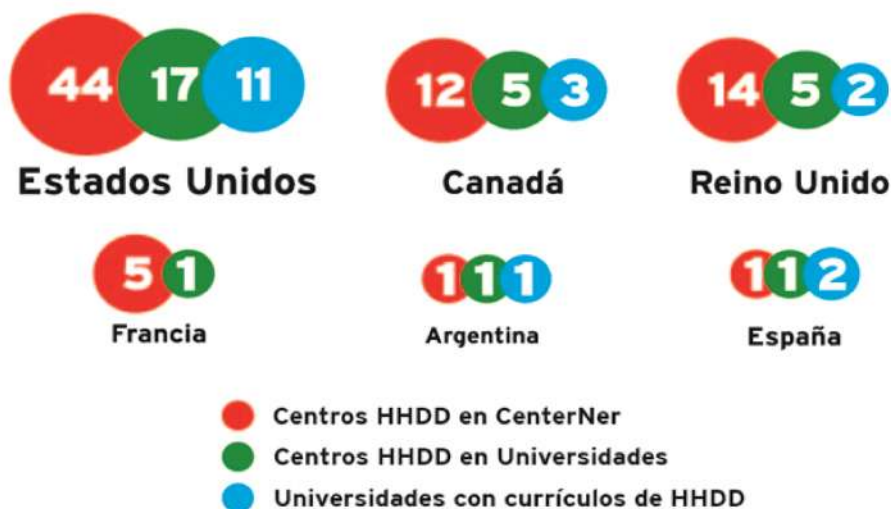 44 17 11
Estados Unidos
12 5 3
Canadá
14 5 2
Reino Unido
5 1
Francia
1 1 1
Argentina
1 1 2
España
Centros HHDD en CenterNer
Centros HHDD en Universidades
Universidades con currículos de HHDD